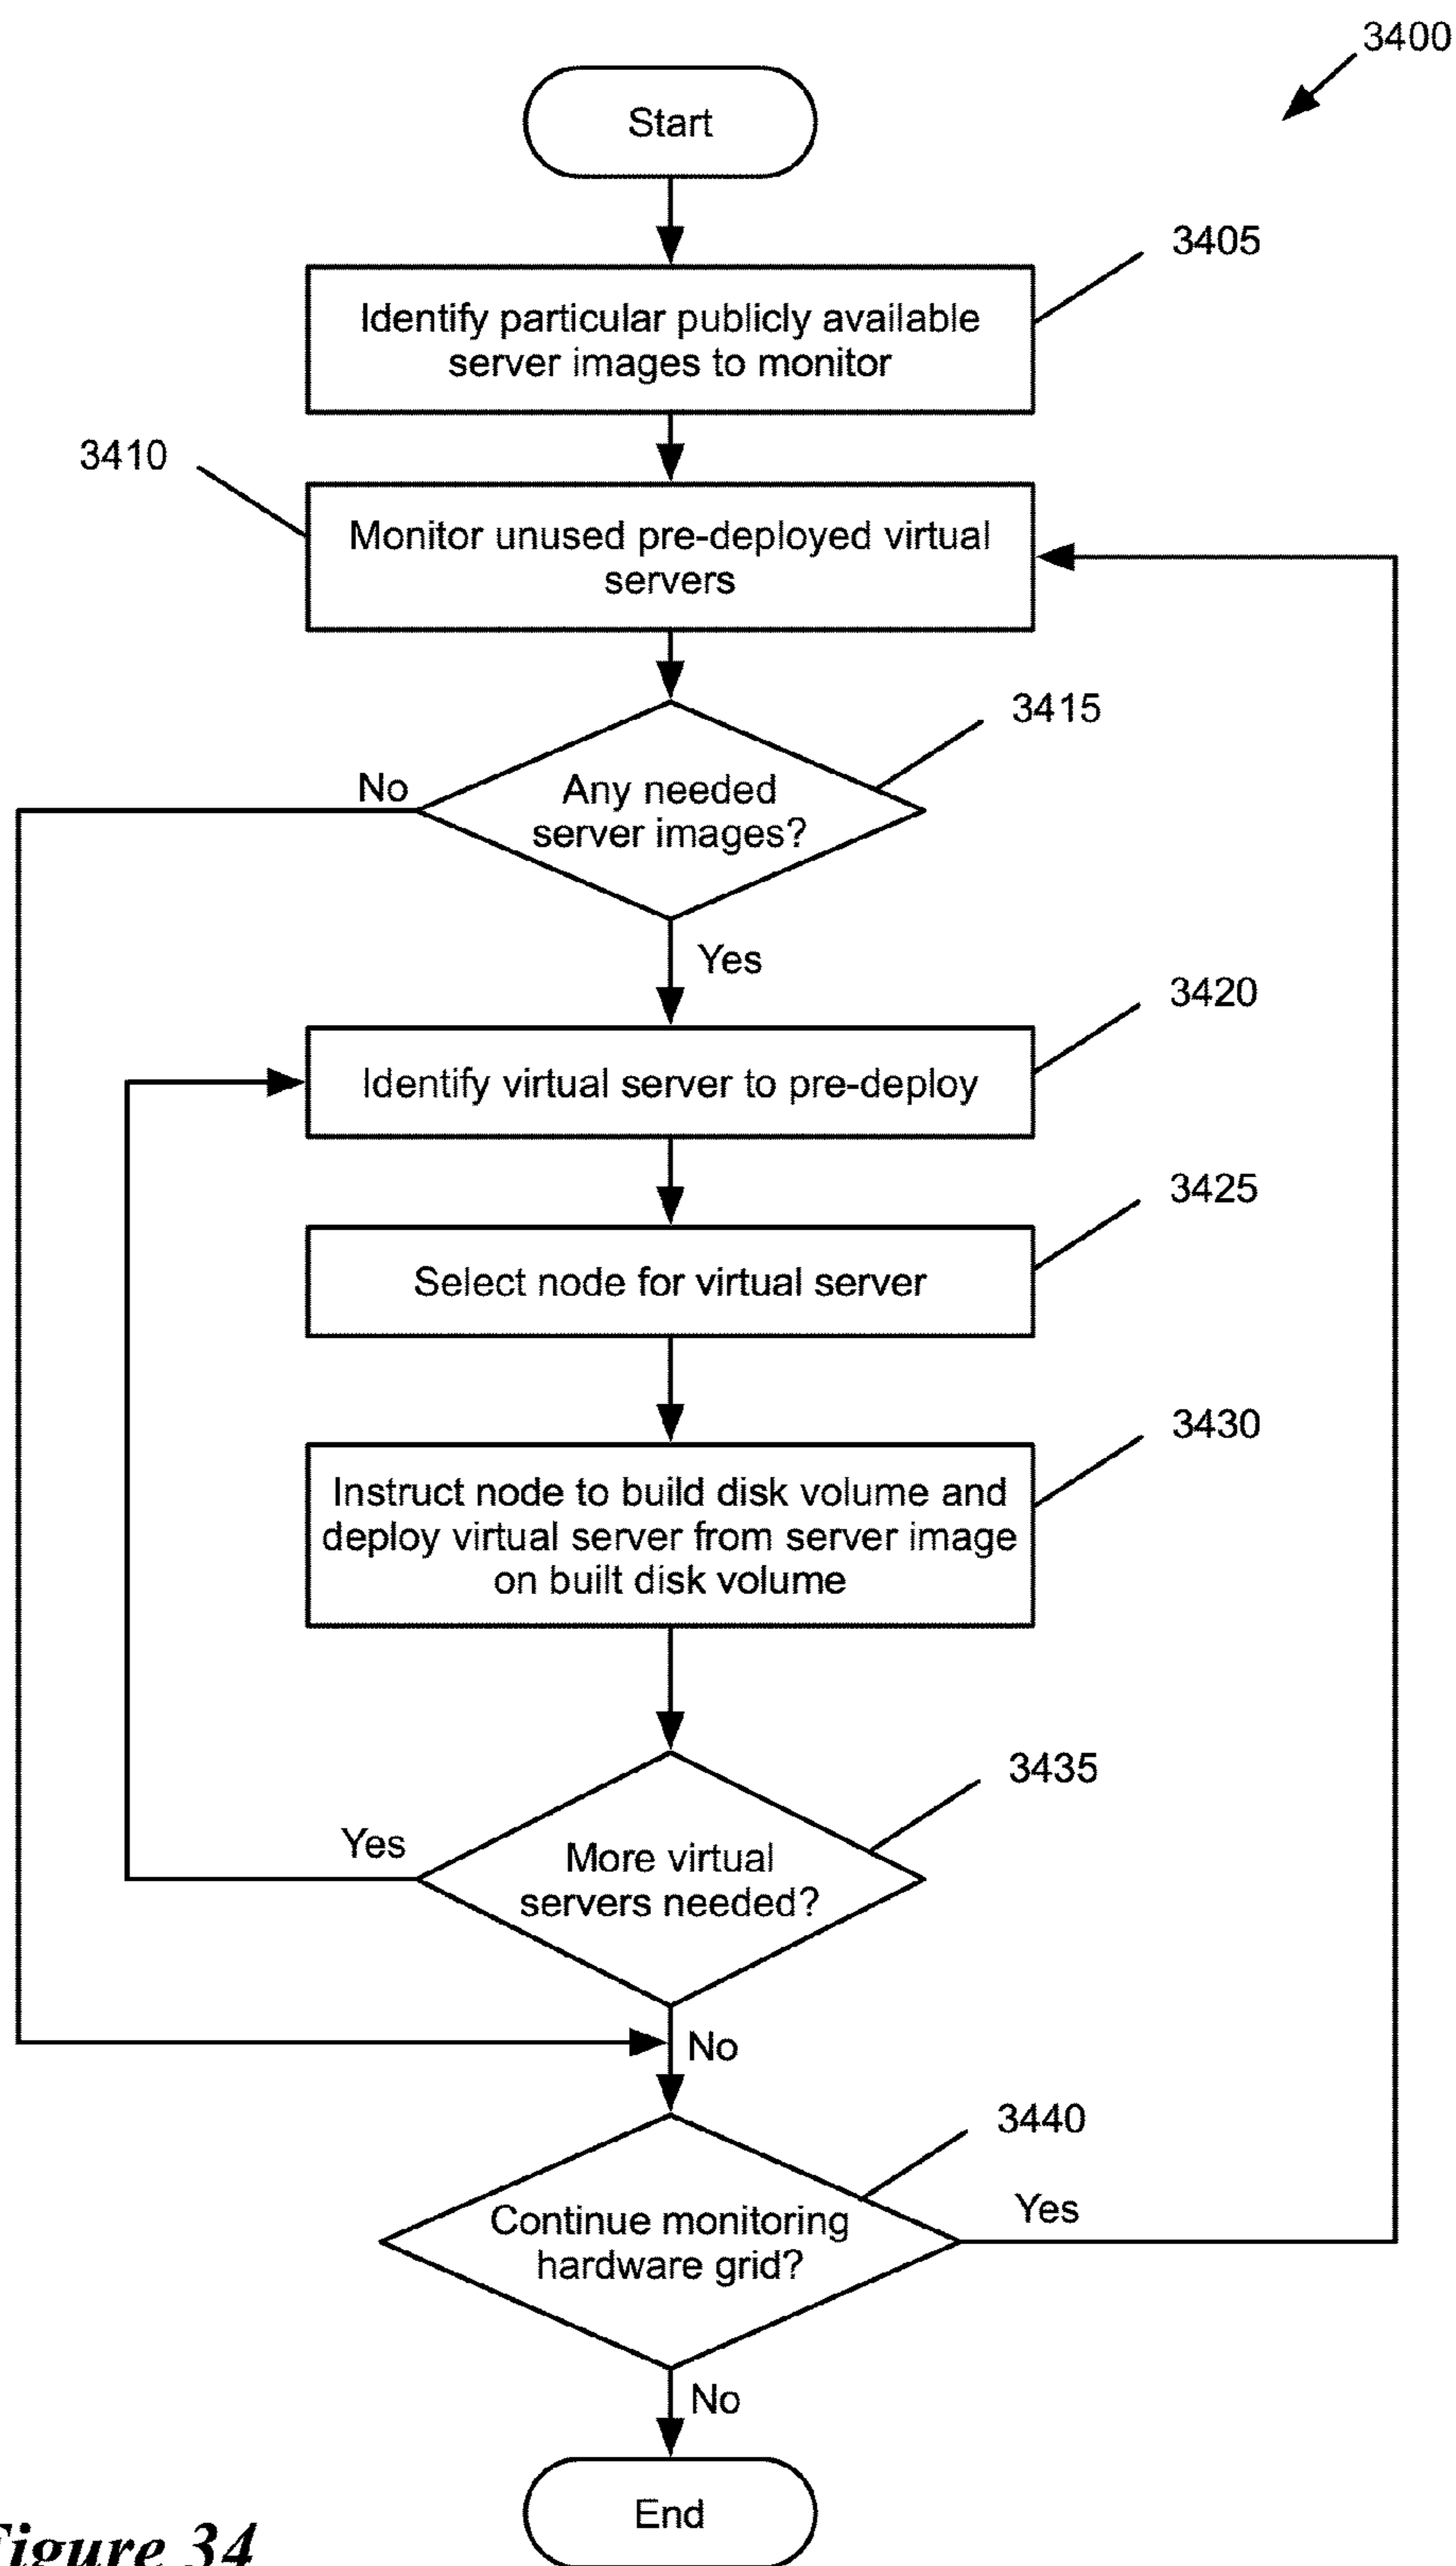 3400
Start
3405
Identify particular publicly available
server images to monitor
3410
Monitor unused pre-deployed virtual
servers
3415
No
Any needed
server images?
Yes
3420
Identify virtual server to pre-deploy
3425
Select node for virtual server
3430
Instruct node to build disk volume and
deploy virtual server from server image
on built disk volume
3435
Yes
More virtual
servers needed?
No
3440
Continue monitoring
hardware grid?
Yes
No
End
Figure 34